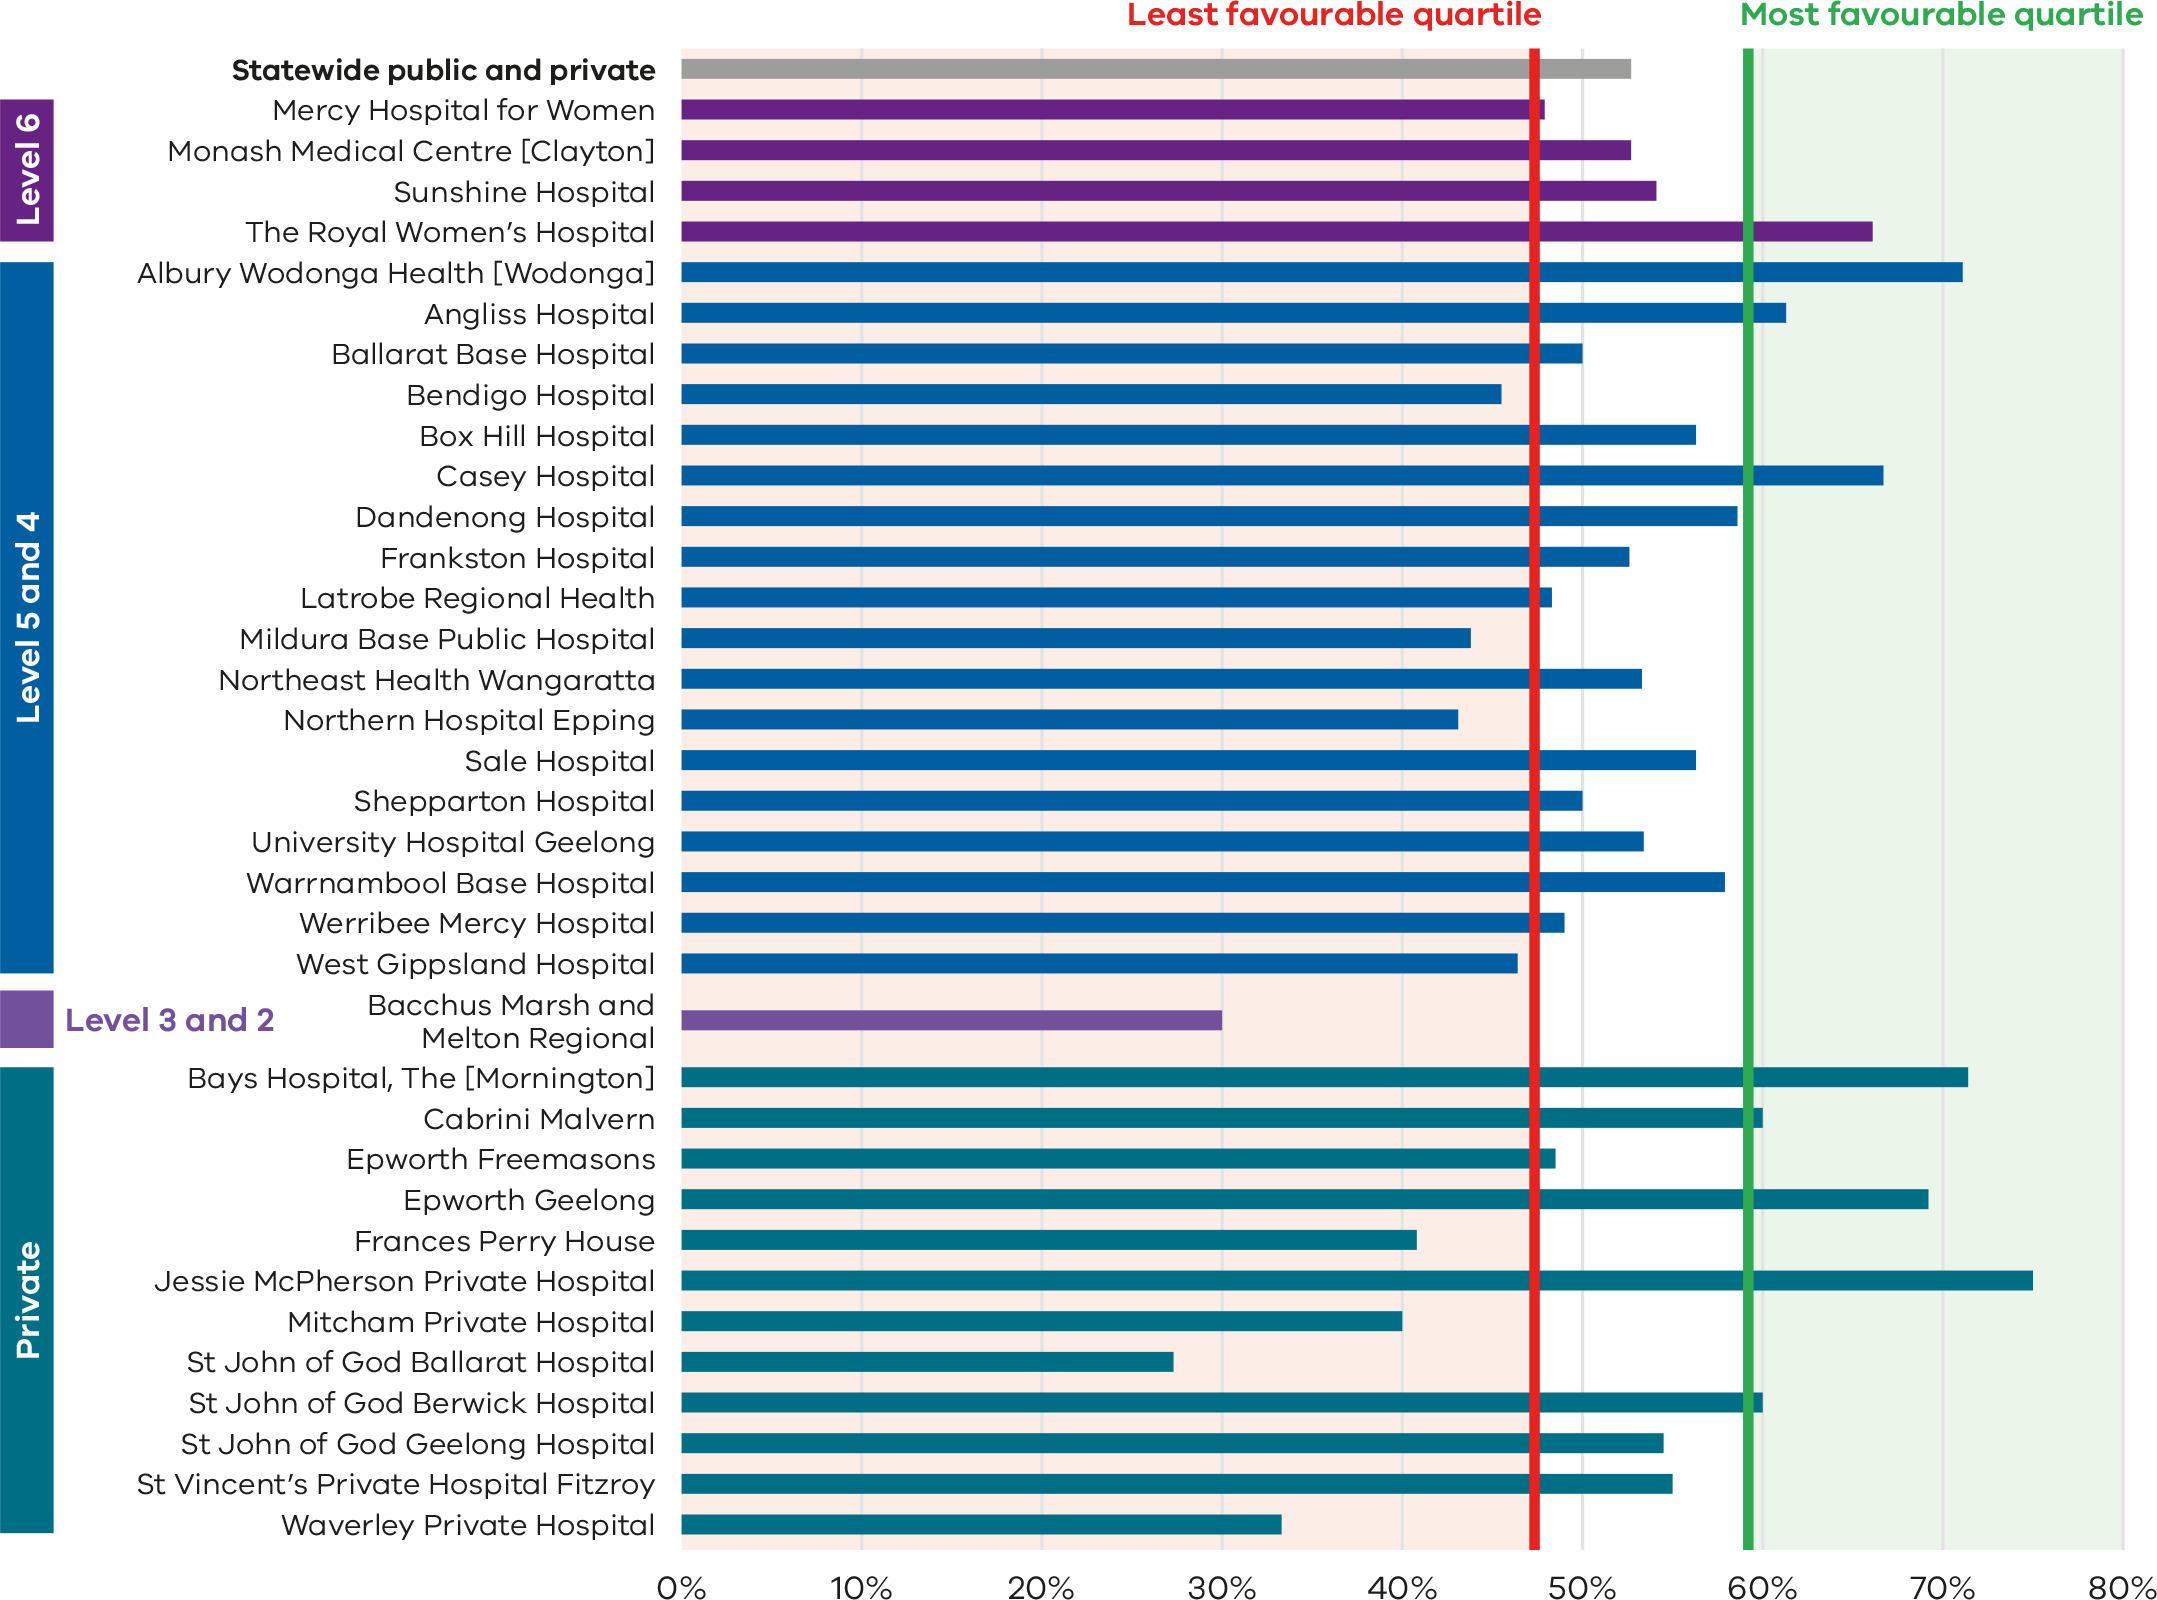 Least favourable quartile
Most favourable quartile
Statewide public and private
Level 6
Mercy Hospital for Women
Monash Medical Centre [Clayton]
Sunshine Hospital
The Royal Women’s Hospital
Level 5 and 4
Albury Wodonga Health [Wodonga]
Angliss Hospital
Ballarat Base Hospital
Bendigo Hospital
Box Hill Hospital
Casey Hospital
Dandenong Hospital
Frankston Hospital
Latrobe Regional Health
Mildura Base Public Hospital
Northeast Health Wangaratta
Northern Hospital Epping
Sale Hospital
Shepparton Hospital
University Hospital Geelong
Warrnambool Base Hospital
Werribee Mercy Hospital
West Gippsland Hospital
Level 3 and 2
Bacchus Marsh and
Melton Regional
Private
Bays Hospital, The [Mornington]
Cabrini Malvern
Epworth Freemasons
Epworth Geelong
Frances Perry House
Jessie McPherson Private Hospital
Mitcham Private Hospital
St John of God Ballarat Hospital
St John of God Berwick Hospital
St John of God Geelong Hospital
St Vincent’s Private Hospital Fitzroy
Waverley Private Hospital
0% 10% 20% 30% 40% 50% 60% 70% 80%